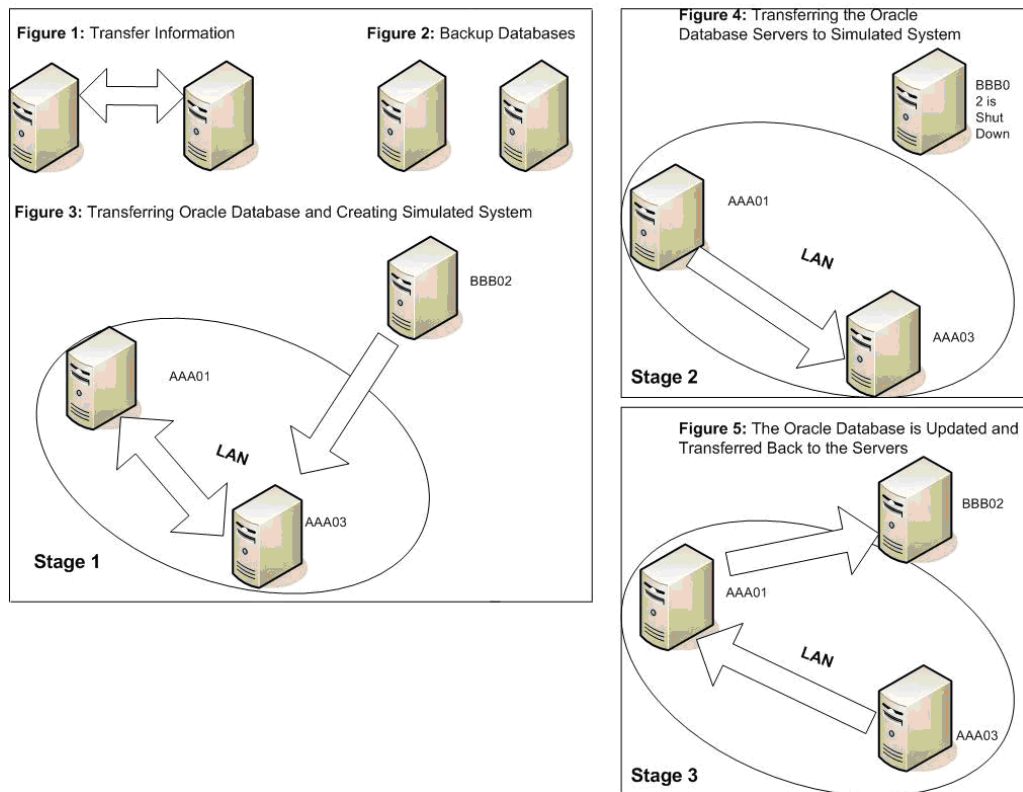 Figure 1: Transfer Information
Figure 2: Backup Databases
Figure 3: Transferring Oracle Database and Creating Simulated System
BBB02
AAA01
LAN
AAA03
Stage 1
Figure 4: Transferring the Oracle
Database Servers to Simulated System
BBB0
2 is
Shut
Down
AAA01
LAN
AAA03
Stage 2
Figure 5: The Oracle Database is Updated and
Transferred Back to the Servers
BBB02
AAA01
LAN
AAA03
Stage 3